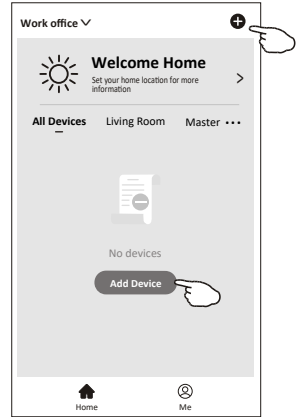 Work office
Welcome Home
Set your home location for more
information
All Devices Living Room Master
No devices
Add Device
Home Me